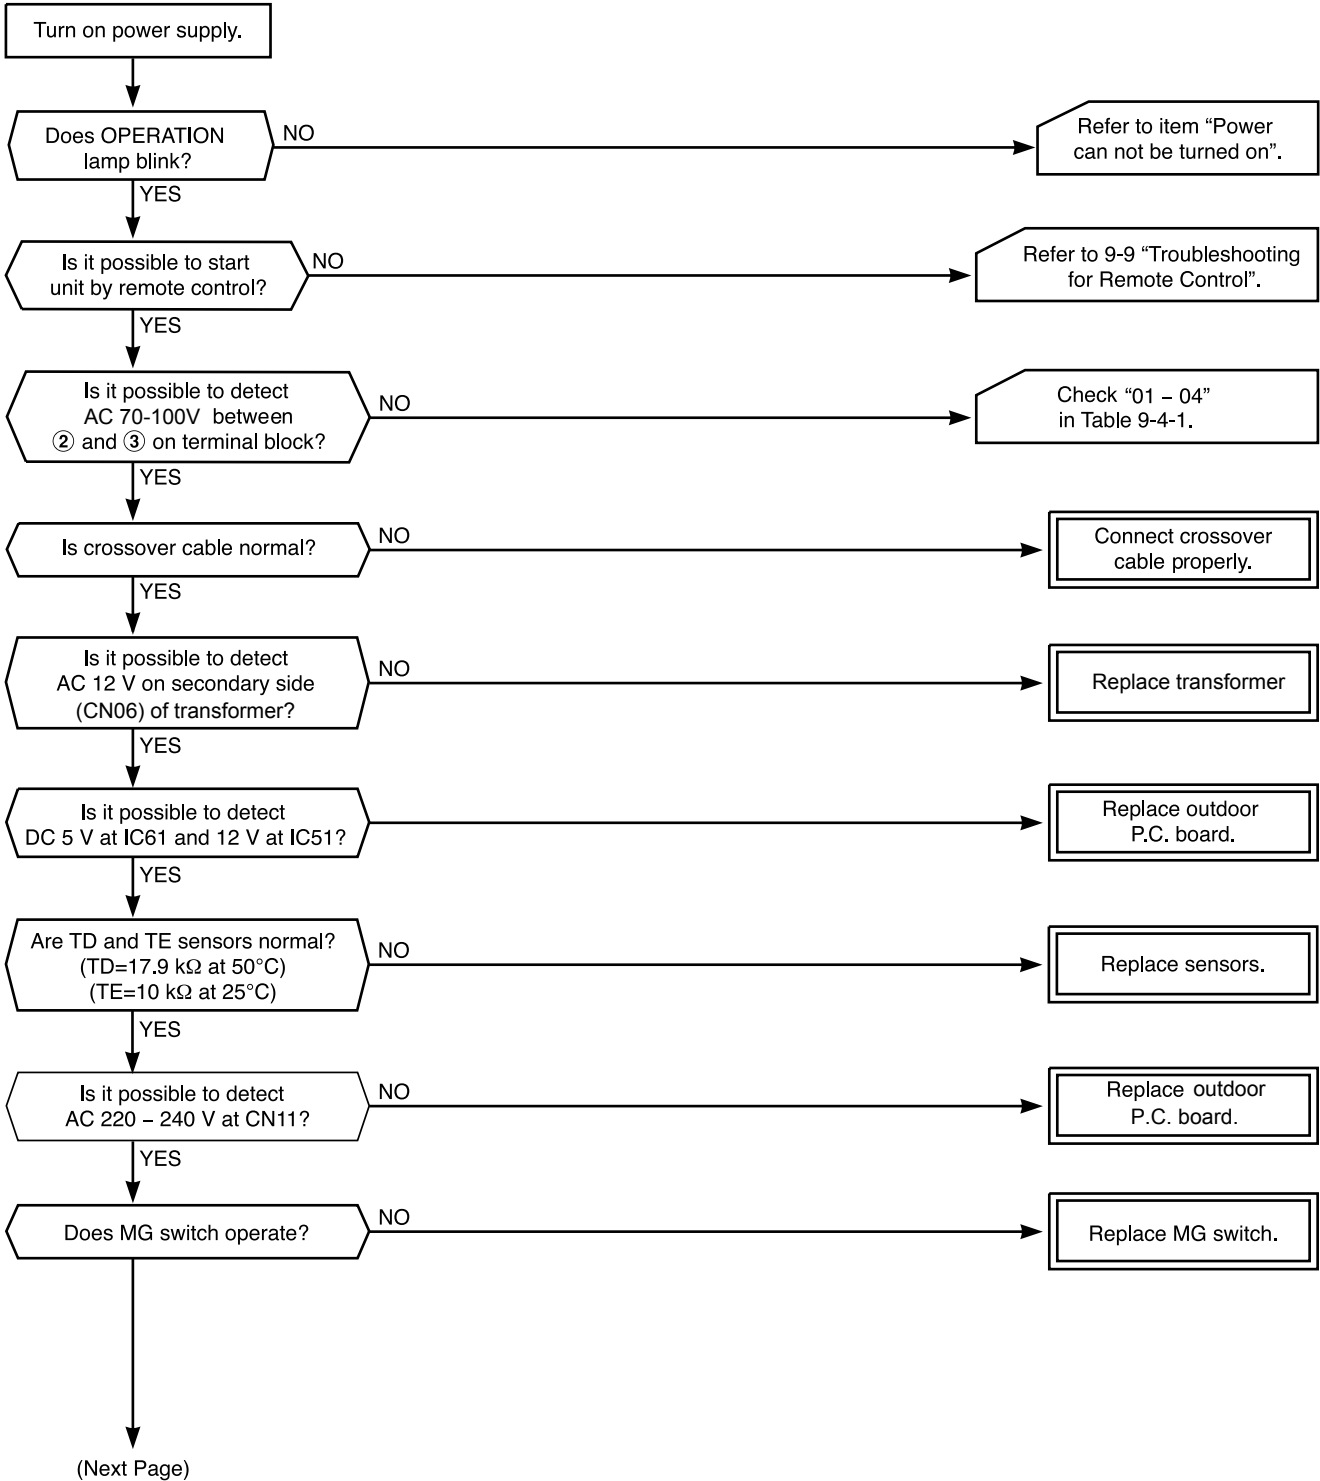 Turn on power supply.
Does OPERATION
lamp blink?
NO
Refer to item “Power
can not be turned on”.
YES
Is it possible to start
unit by remote control?
NO
Refer to 9-9 “Troubleshooting
for Remote Control”.
YES
Is it possible to detect
AC 70-100V between
② and ③ on terminal block?
NO
Check “01 – 04”
in Table 9-4-1.
YES
Is crossover cable normal?
NO
Connect crossover
cable properly.
YES
Is it possible to detect
AC 12 V on secondary side
(CN06) of transformer?
NO
Replace transformer
YES
Is it possible to detect
DC 5 V at IC61 and 12 V at IC51?
Replace outdoor
P.C. board.
YES
Are TD and TE sensors normal?
(TD=17.9 kΩ at 50°C)
(TE=10 kΩ at 25°C)
NO
Replace sensors.
YES
Is it possible to detect
AC 220 – 240 V at CN11?
NO
Replace outdoor
P.C. board.
YES
Does MG switch operate?
NO
Replace MG switch.
(Next Page)